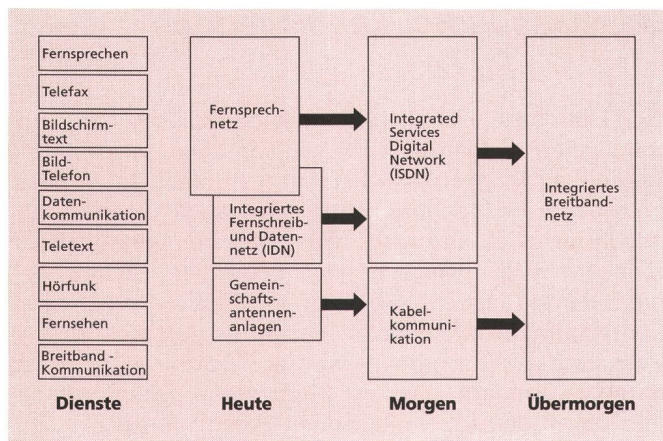 Fernsprechen
Telefax
Bildschirm-
text
Bild-
Telefon
Daten-
kommunikation
Teletext
Hörfunk
Fernsehen
Breitband -
Kommunikation
Dienste
Fernsprech-
netz
Integriertes
Fernschreib-
und Daten-
netz (IDN)
Gemein-
schafts-
antennen-
anlagen
Heute
Integrated
Services
Digital
Network
(ISDN)
Kabel-
kommuni-
kation
Morgen
Integriertes
Breitband-
netz
Übermorgen